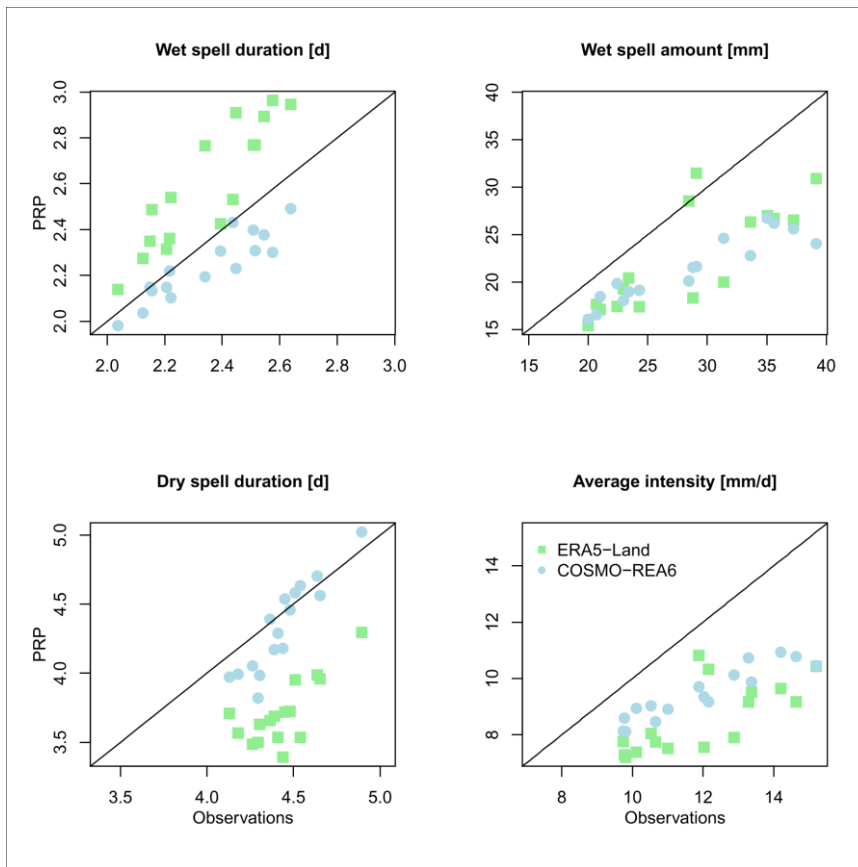 Wet spell duration [d]
PRP
3.0
2.8
2.6
2.4
2.2
2.0
2.0 2.2 2.4 2.6 2.8 3.0
Wet spell amount [mm]
40
35
30
25
20
15
15 20 25 30 35 40
Dry spell duration [d]
PRP
5.0
4.5
4.0
3.5
3.5 4.0 4.5 5.0
Observations
Average intensity [mm/d]
ERA5−Land
COSMO−REA6
14
12
10
8
8 10 12 14
Observations